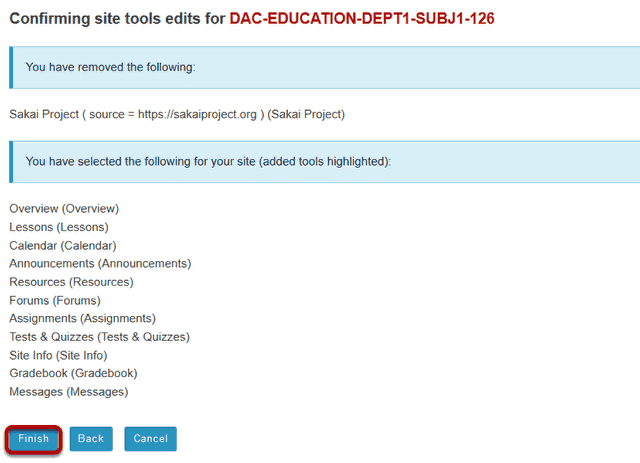 Confirming site tools edits for DAC-EDUCATION-DEPT1-SUBJ1-126
You have removed the following:
Sakai Project ( source = https://sakaiproject.org ) (Sakai Project)
You have selected the following for your site (added tools highlighted):
Overview (Overview)
Lessons (Lessons)
Calendar (Calendar)
Announcements (Announcements)
Resources (Resources)
Forums (Forums)
Assignments (Assignments)
Tests & Quizzes (Tests & Quizzes)
Site Info (Site Info)
Gradebook (Gradebook)
Messages (Messages)
Finish Back Cancel